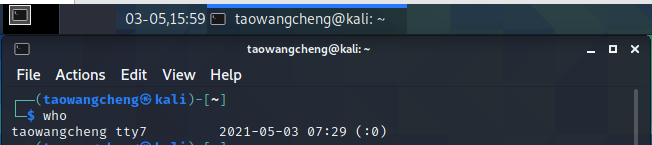 03-05,15:59 taowangcheng@kali: ~
taowangcheng@kali: ~
File Actions Edit View Help
(taowangcheng㉿kali)-[~]
$ who
taowangcheng tty7 2021-05-03 07:29 (:0)